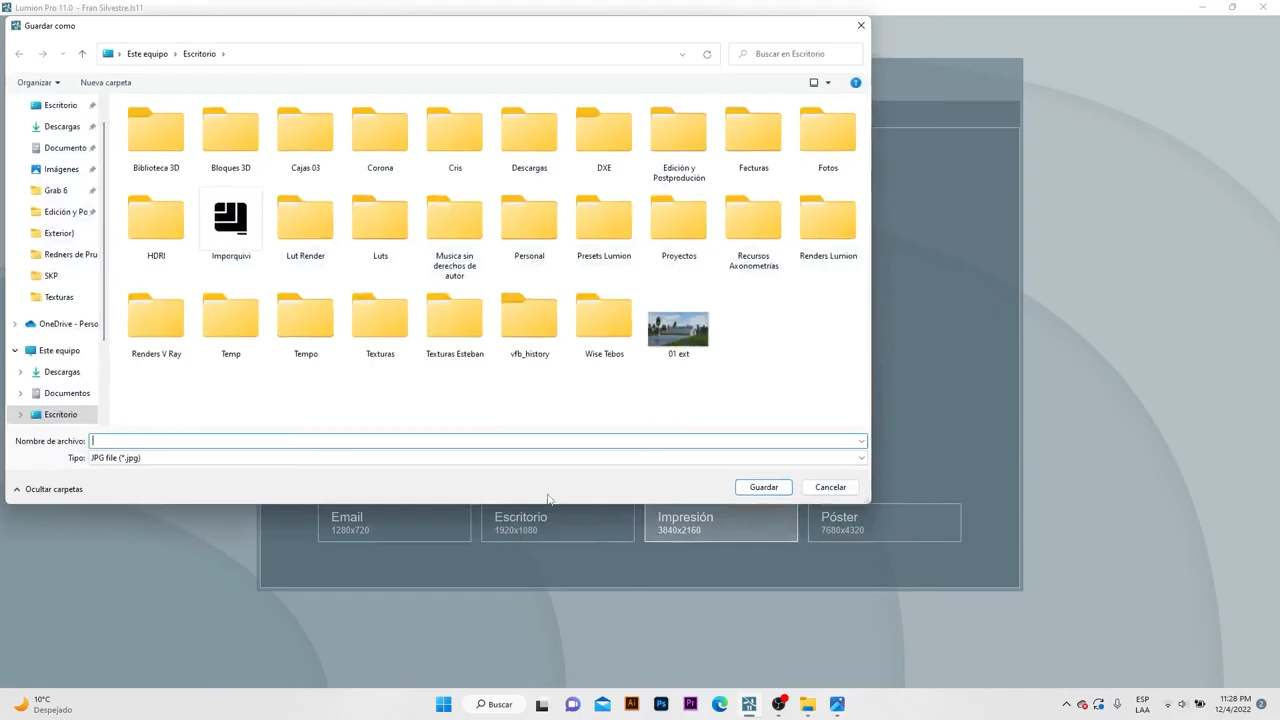 Lumion Pro 11.0 - Fran Silvestre.ls11
Guardar como
Este equipo > Escritorio >
Buscar en Escritorio
Organizar
Nueva carpeta
Escritorio
Descargas
Documento
Imágenes
Grab 6
Edición y Po
Exterior}
Redners de Pru
SKP
Texturas
OneDrive - Perso
Este equipo
Descargas
Documentos
Escritorio
Biblioteca 3D
Bloques 3D
Cajas 03
Corona
Cris
Descargas
DXE
Edición y
Postprodución
Facturas
Fotos
HDRI
Imporquivi
Lut Render
Luts
Musica sin
derechos de
autor
Personal
Presets Lumion
Proyectos
Recursos
Axonometrías
Renders Lumion
Renders V Ray
Temp
Tempo
Texturas
Texturas Esteban
vfb_history
Wise Tebos
01 ext
Nombre de archivo:
Tipo: JPG file (*.jpg)
Ocultar carpetas
Guardar
Cancelar
Email
1280x720
Escritorio
1920x1080
Impresión
3840x2160
Póster
7680x4320
10°C
Despejado
Buscar
ESP
LAA
11:28 PM
12/4/2022